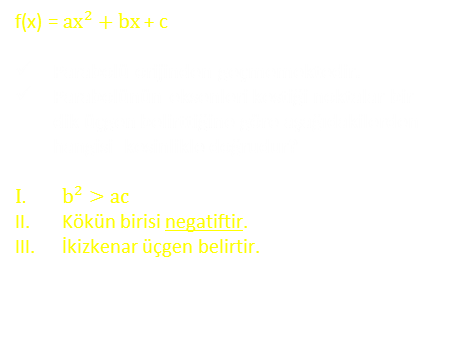 f(x) = ax² + bx + c
I. b² > ac
II. Kökün birisi negatiftir.
III. İkizkenar üçgen belirtir.